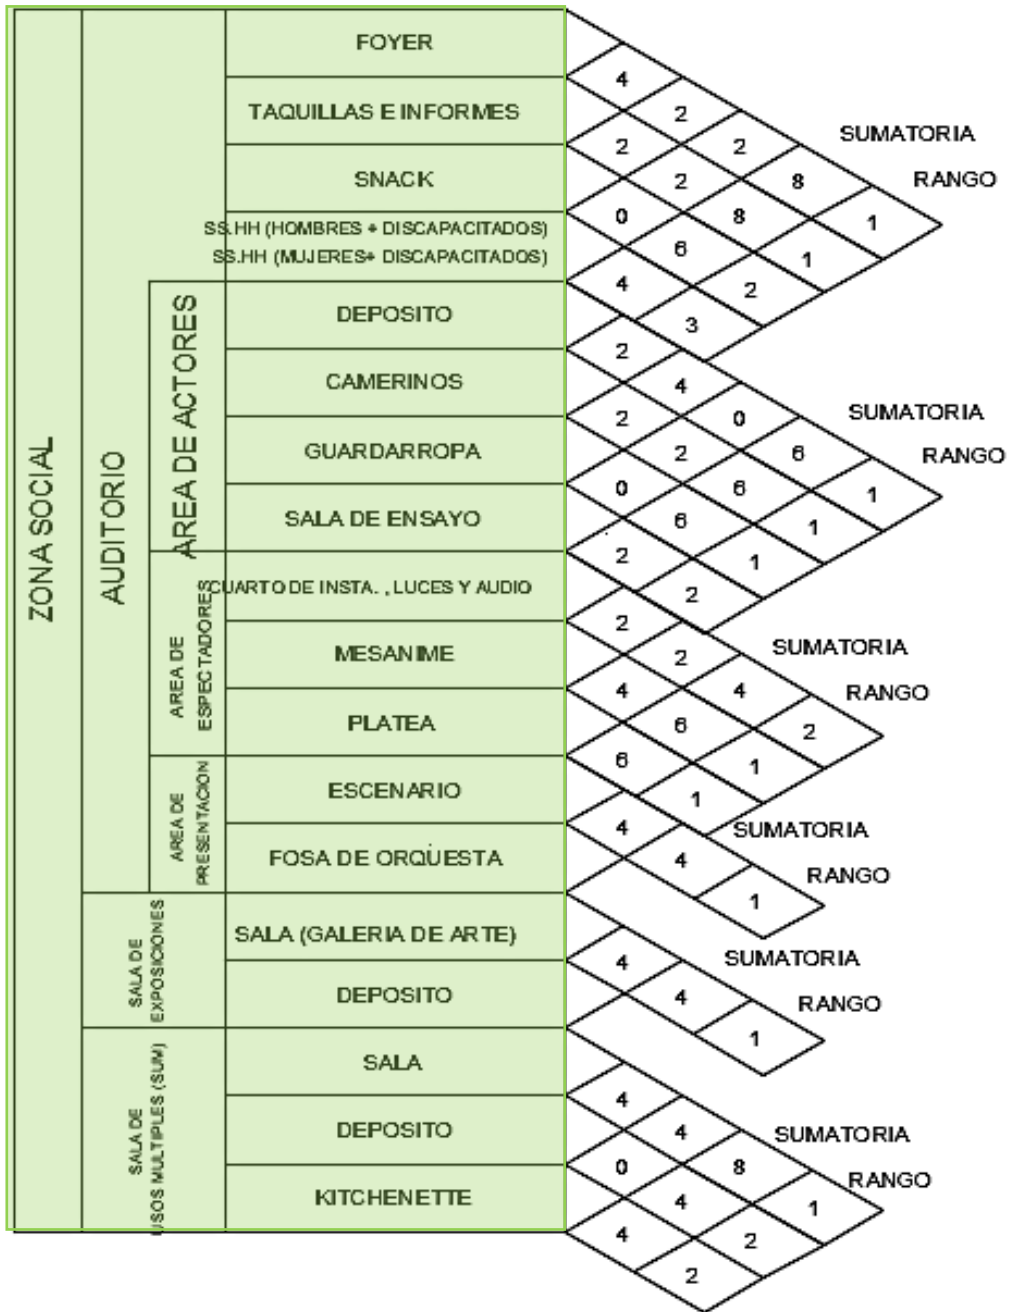 ZONA SOCIAL
AUDITORIO
FOYER
TAQUILLAS E INFORMES
SNACK
SS.HH (HOMBRES + DISCAPACITADOS)
SS.HH (MUJERES+ DISCAPACITADOS)
4
2
2
8
1
2
2
8
1
0
6
2
4
3
SUMATORIA
RANGO
AREA DE ACTORES
DEPOSITO
CAMERINOS
GUARDARROPA
SALA DE ENSAYO
2
4
0
6
1
2
2
6
1
0
6
1
2
2
SUMATORIA
RANGO
AREA DE
ESPECTADORES
CUARTO DE INSTA. , LUCES Y AUDIO
MESANIME
PLATEA
2
2
4
2
4
6
1
6
1
SUMATORIA
RANGO
AREA DE
PRESENTACION
ESCENARIO
FOSA DE ORQUESTA
4
4
1
SUMATORIA
RANGO
SALA DE
EXPOSICIONES
SALA (GALERIA DE ARTE)
DEPOSITO
4
4
1
SUMATORIA
RANGO
SALA DE
USOS MULTIPLES (SUM)
SALA
DEPOSITO
KITCHENETTE
4
4
8
1
0
4
2
4
2
SUMATORIA
RANGO